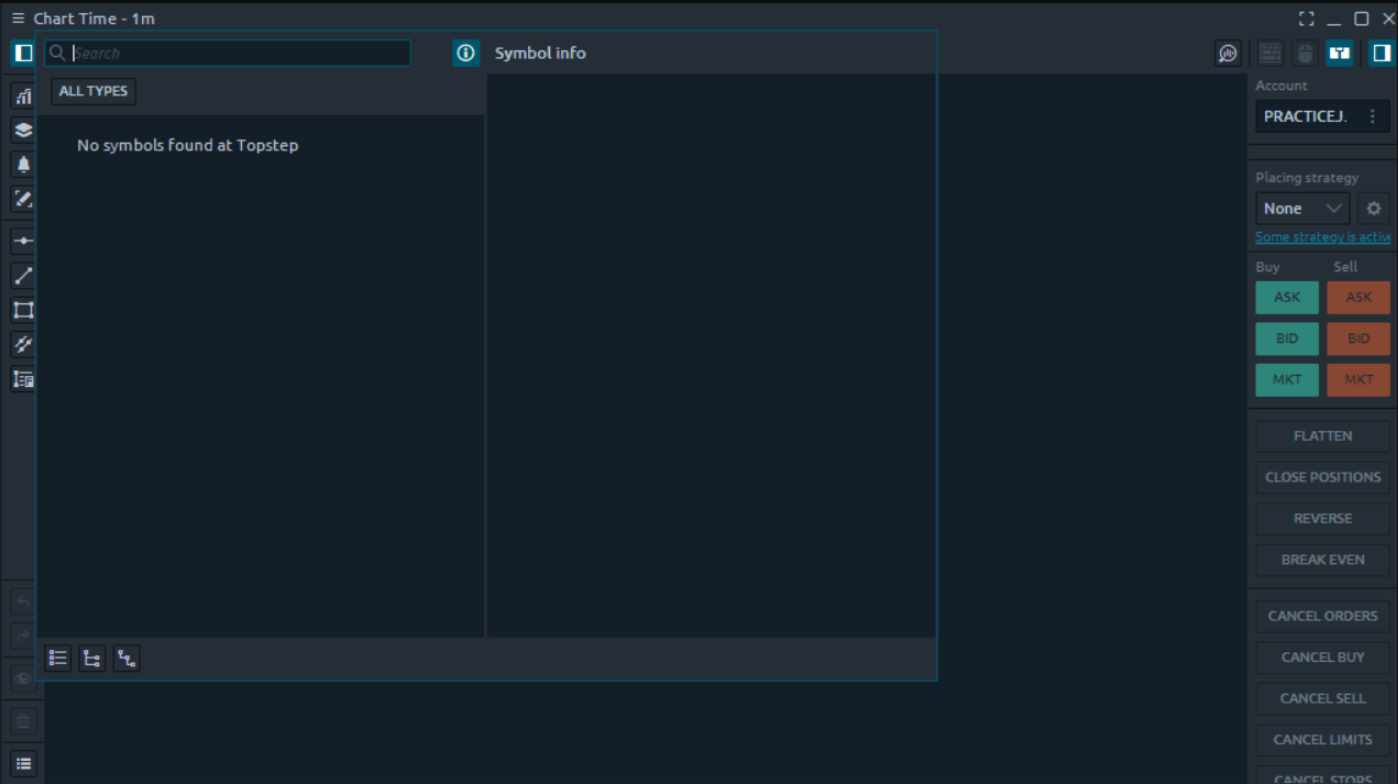 Chart Time - 1m
Search
Symbol info
ALL TYPES
No symbols found at Topstep
Account
PRACTICEJ.
Placing strategy
None
Some strategy is active
Buy Sell
ASK ASK
BID BID
MKT MKT
FLATTEN
CLOSE POSITIONS
REVERSE
BREAK EVEN
CANCEL ORDERS
CANCEL BUY
CANCEL SELL
CANCEL LIMITS
CANCEL STOPS